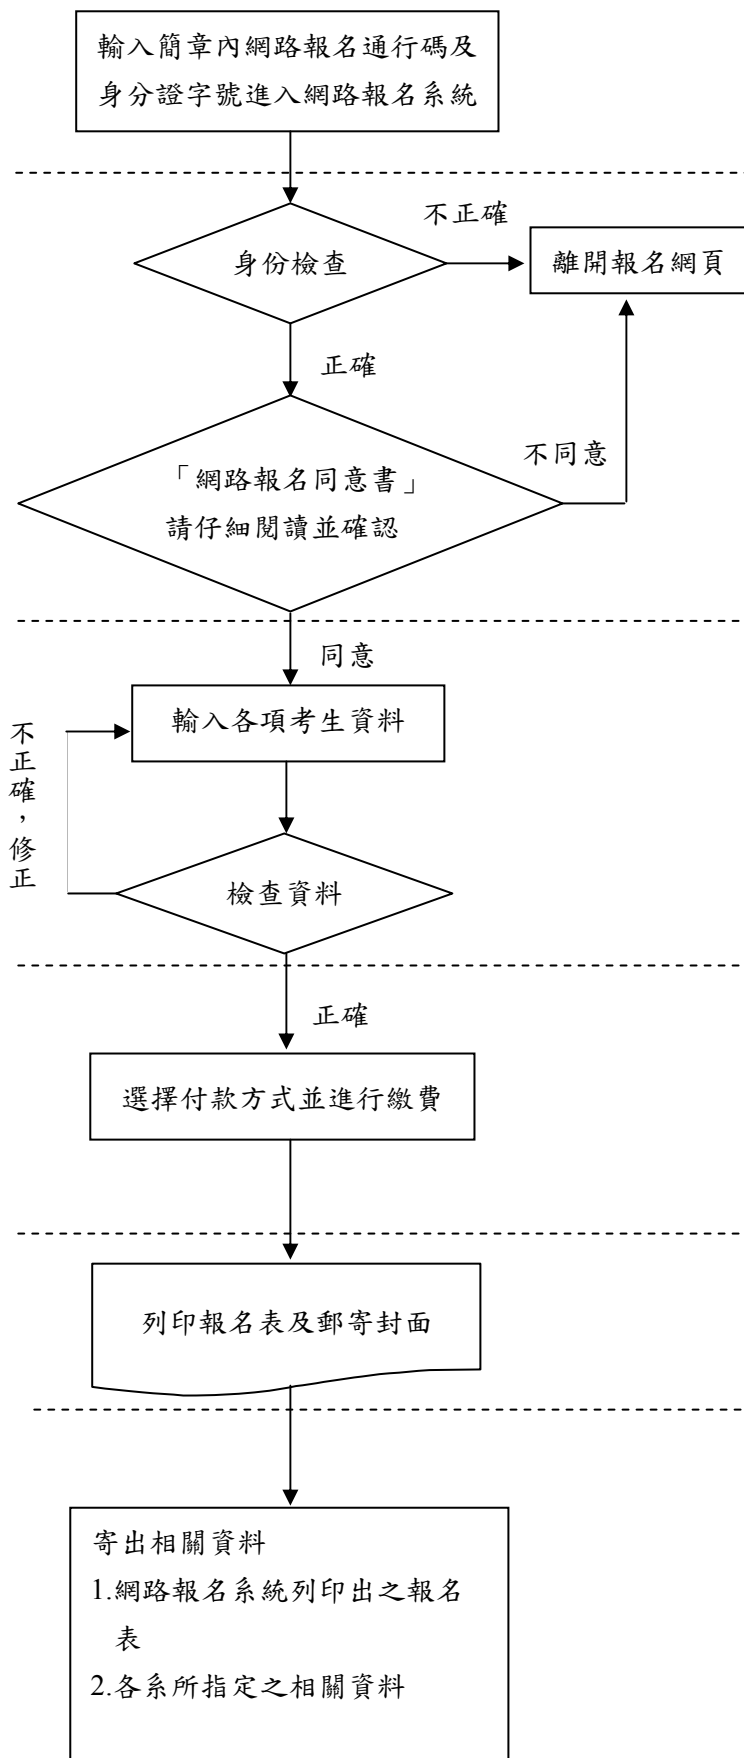 輸入簡章內網路報名通行碼及
身分證字號進入網路報名系統
不正確
身份檢查
離開報名網頁
正確
不同意
「網路報名同意書」
請仔細閱讀並確認
同意
輸入各項考生資料
不正確，修正
檢查資料
正確
選擇付款方式並進行繳費
列印報名表及郵寄封面
寄出相關資料
1.網路報名系統列印出之報名
表
2.各系所指定之相關資料